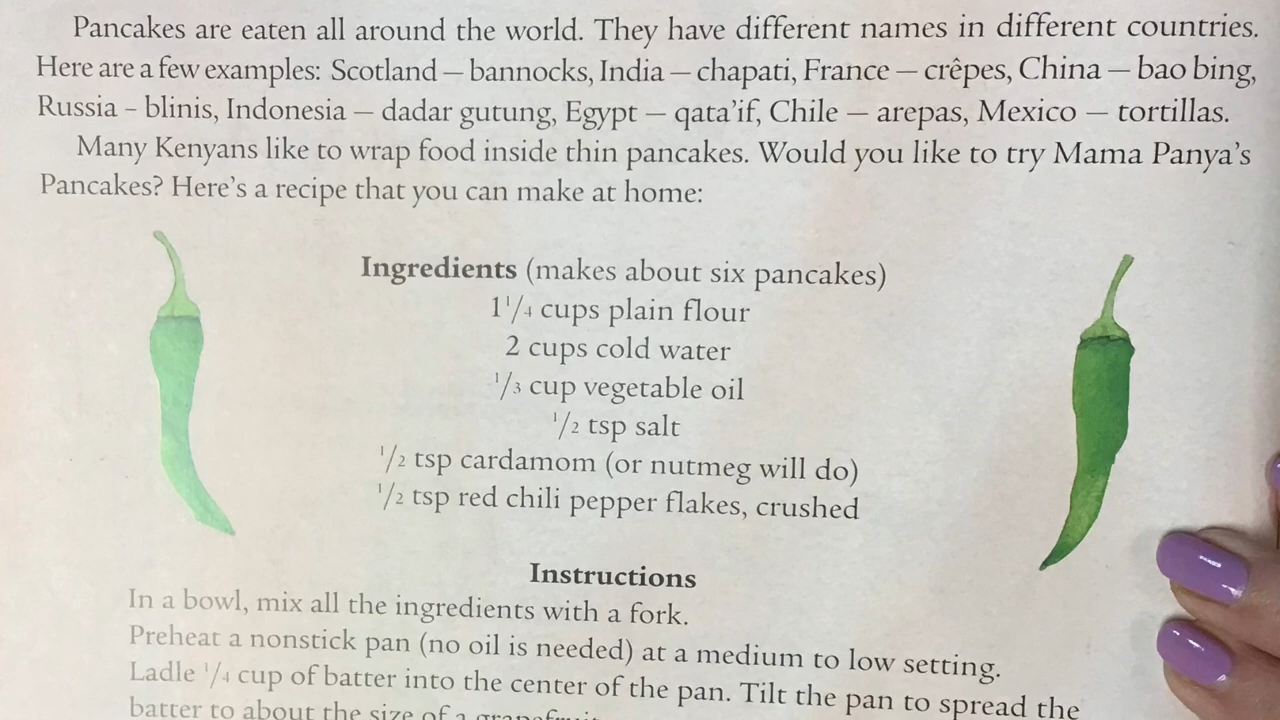 Pancakes are eaten all around the world. They have different names in different countries.
Here are a few examples: Scotland — bannocks, India — chapati, France — crêpes, China — bao bing,
Russia – blinis, Indonesia — dadar gutung, Egypt — qata’if, Chile — arepas, Mexico — tortillas.
Many Kenyans like to wrap food inside thin pancakes. Would you like to try Mama Panya’s
Pancakes? Here’s a recipe that you can make at home:
Ingredients (makes about six pancakes)
1 1/4 cups plain flour
2 cups cold water
1/3 cup vegetable oil
1/2 tsp salt
1/2 tsp cardamom (or nutmeg will do)
1/2 tsp red chili pepper flakes, crushed
Instructions
In a bowl, mix all the ingredients with a fork.
Preheat a nonstick pan (no oil is needed) at a medium to low setting.
Ladle 1/4 cup of batter into the center of the pan. Tilt the pan to spread the
batter to about the size of a grapefruit